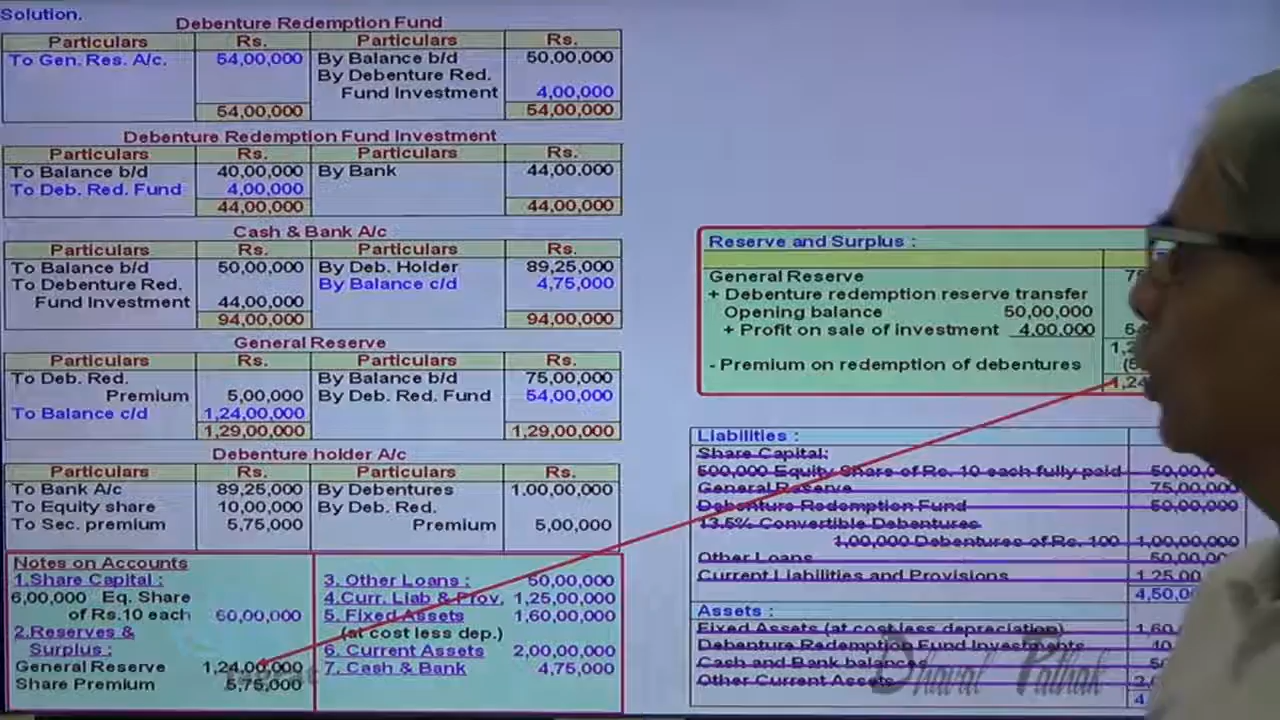 Solution.
Debenture Redemption Fund
Particulars Rs. Particulars Rs.
To Gen. Res. A/c. 54,00,000 By Balance b/d 50,00,000
By Debenture Red.
Fund Investment 4,00,000
54,00,000 54,00,000
Debenture Redemption Fund Investment
Particulars Rs. Particulars Rs.
To Balance b/d 40,00,000 By Bank 44,00,000
To Deb. Red. Fund 4,00,000
44,00,000 44,00,000
Cash & Bank A/c
Particulars Rs. Particulars Rs.
To Balance b/d 50,00,000 By Deb. Holder 89,25,000
To Debenture Red. By Balance c/d 4,75,000
Fund Investment 44,00,000
94,00,000 94,00,000
General Reserve
Particulars Rs. Particulars Rs.
To Deb. Red. By Balance b/d 75,00,000
Premium 5,00,000 By Deb. Red. Fund 54,00,000
To Balance c/d 1,24,00,000
1,29,00,000 1,29,00,000
Debenture holder A/c
Particulars Rs. Particulars Rs.
To Bank A/c 89,25,000 By Debentures 1.00,00,000
To Equity share 10,00,000 By Deb. Red.
To Sec. premium 5,75,000 Premium 5,00,000
Notes on Accounts
1.Share Capital :
6,00,000 Eq. Share
of Rs.10 each 60,00,000
2.Reserves &
Surplus :
General Reserve 1,24,00,000
Share Premium 5,75,000
3. Other Loans : 50,00,000
4.Curr. Liab & Prov. 1,25,00,000
5. Fixed Assets 1,60,00,000
(at cost less dep.)
6. Current Assets 2,00,00,000
7. Cash & Bank 4,75,000
Reserve and Surplus :
General Reserve
+ Debenture redemption reserve transfer
Opening balance 50,00,000
+ Profit on sale of investment 4,00,000
- Premium on redemption of debentures
Liabilities :
Share Capital:
500,000 Equity Share of Rs. 10 each fully paid
General Reserve 75,00,000
Debenture Redemption Fund 50,00,000
13.5% Convertible Debentures
1,00,000 Debentures of Rs. 100 1,00,00,000
Other Loans
Current Liabilities and Provisions
Assets :
Fixed Assets (at cost less depreciation)
Debenture Redemption Fund Investments
Cash and Bank balances
Other Current Assets
Dhaval Pathak